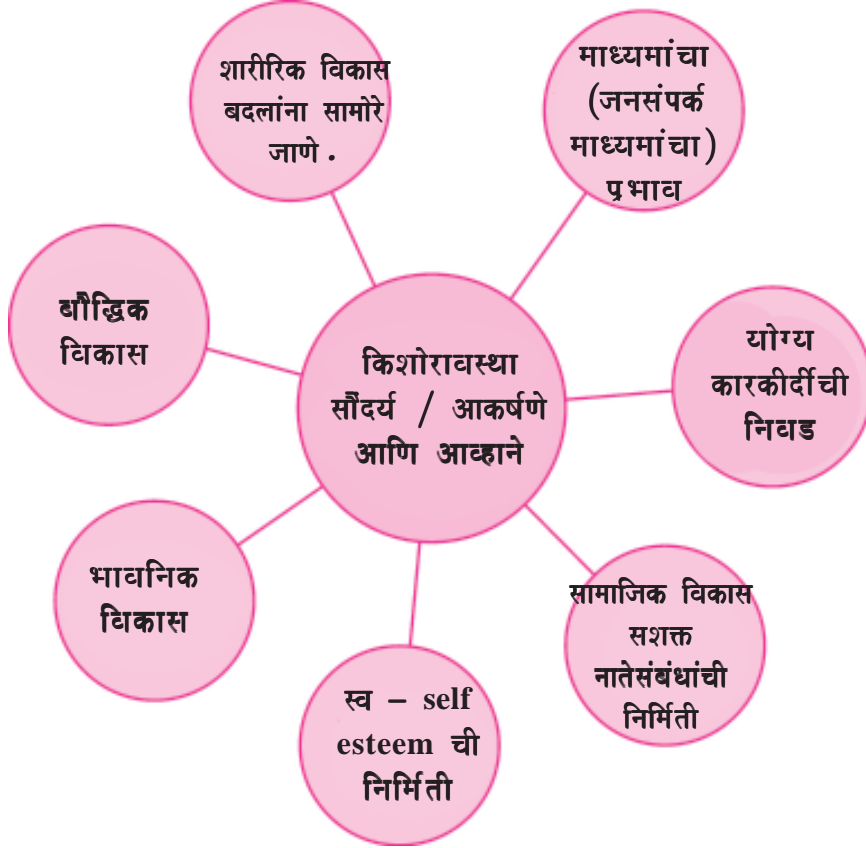 शारीरिक विकास
बदलांना सामोरे
जाणे .
माध्यमांचा
(जनसंपर्क
माध्यमांचा)
प्रभाव
बौद्धिक
विकास
किशोरावस्था
सौंदर्य / आकर्षणे
आणि आव्हाने
योग्य
कारकीर्दीची
निवड
भावनिक
विकास
सामाजिक विकास
सशक्त
नातेसंबंधांची
निर्मिती
स्व – self
esteem ची
निर्मिती